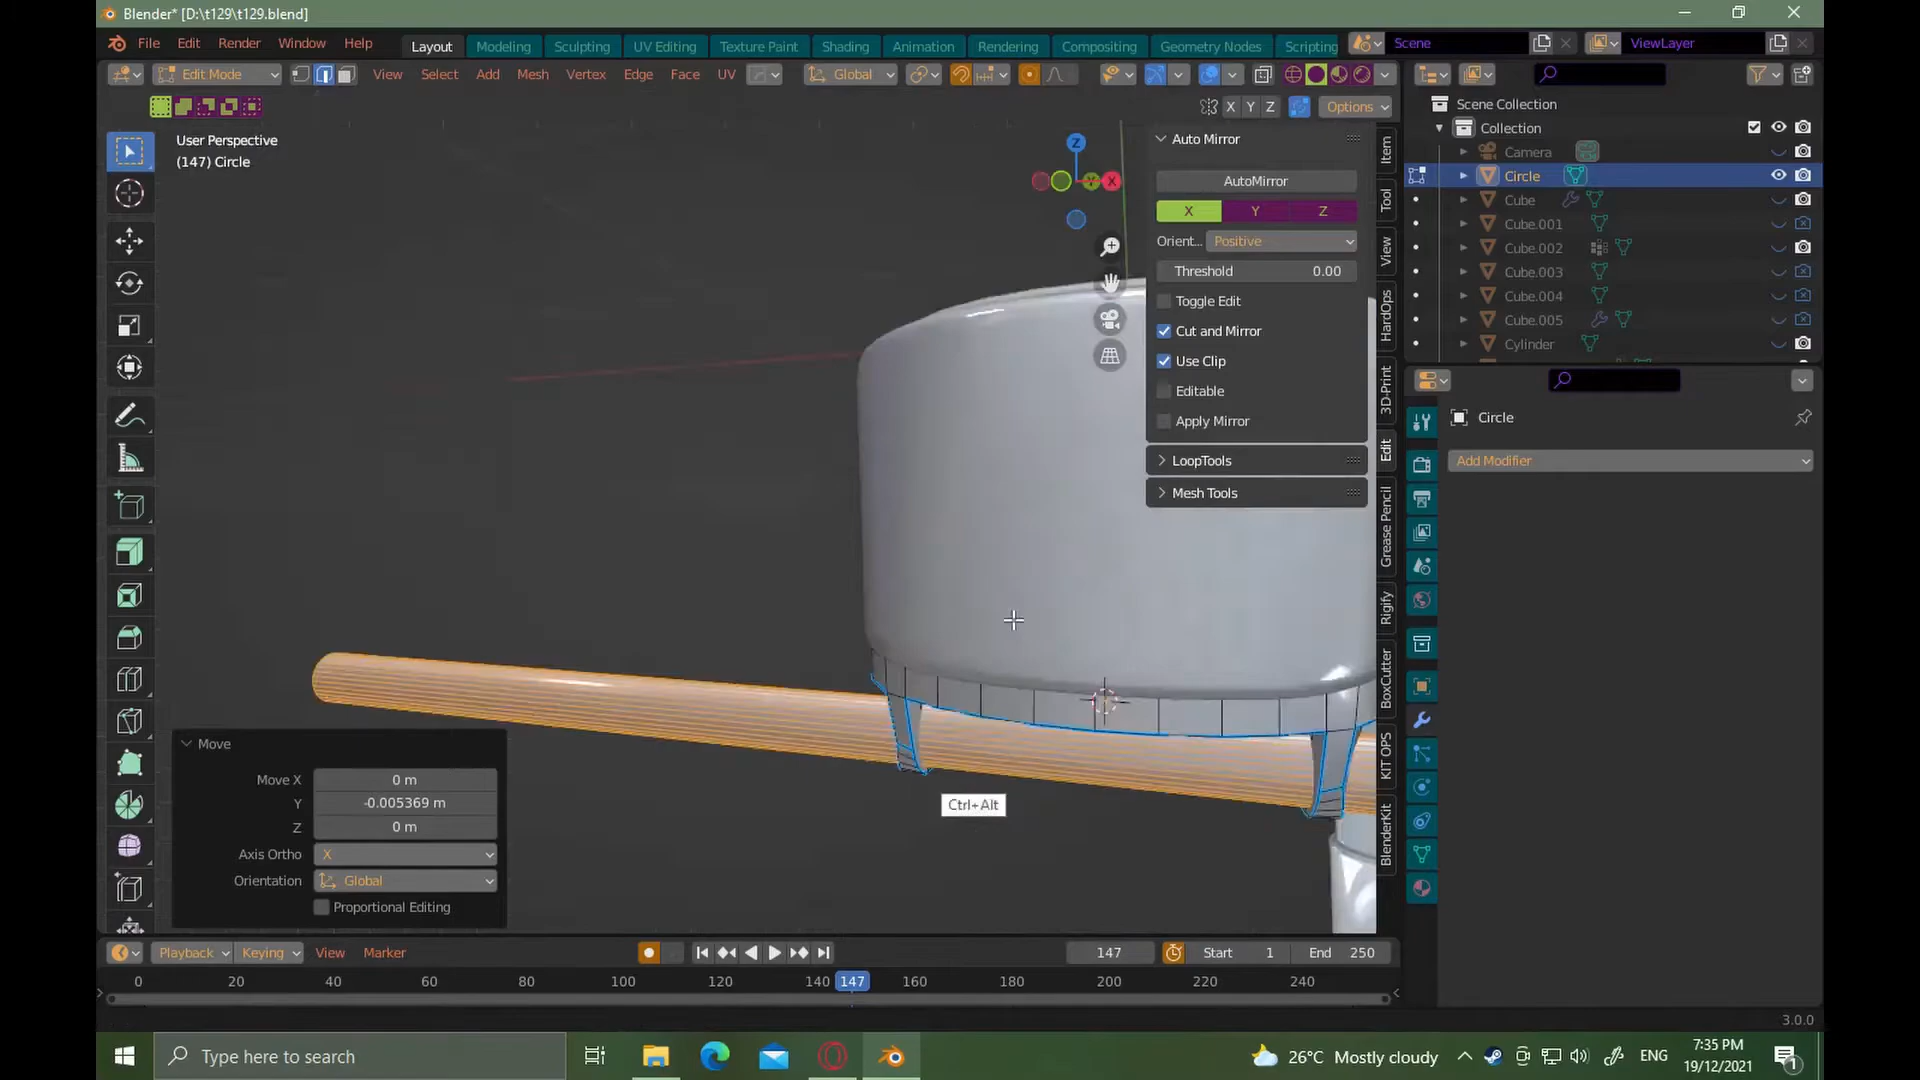 Blender* [D:\t129\t129.blend]
File Edit Render Window Help
Layout Modeling Sculpting UV Editing Texture Paint Shading Animation Rendering Compositing Geometry Nodes Scripting
Scene
ViewLayer
Edit Mode
View Select Add Mesh Vertex Edge Face UV
Global
X Y Z
Options
User Perspective
(147) Circle
Z
Y
X
Auto Mirror
AutoMirror
X Y Z
Orient... Positive
Threshold 0.00
Toggle Edit
Cut and Mirror
Use Clip
Editable
Apply Mirror
LoopTools
Mesh Tools
Item
Tool
View
HardOps
3D-Print
Edit
Grease Pencil
Rigify
BoxCutter
KIT OPS
BlenderKit
Scene Collection
Collection
Camera
Circle
Cube
Cube.001
Cube.002
Cube.003
Cube.004
Cube.005
Cylinder
Circle
Add Modifier
Move
Move X 0 m
Y -0.005369 m
Z 0 m
Axis Ortho X
Orientation Global
Proportional Editing
Ctrl+Alt
Playback Keying View Marker
147
Start 1
End 250
0 20 40 60 80 100 120 140 147 160 180 200 220 240
3.0.0
Type here to search
26°C Mostly cloudy
ENG
7:35 PM
19/12/2021
1